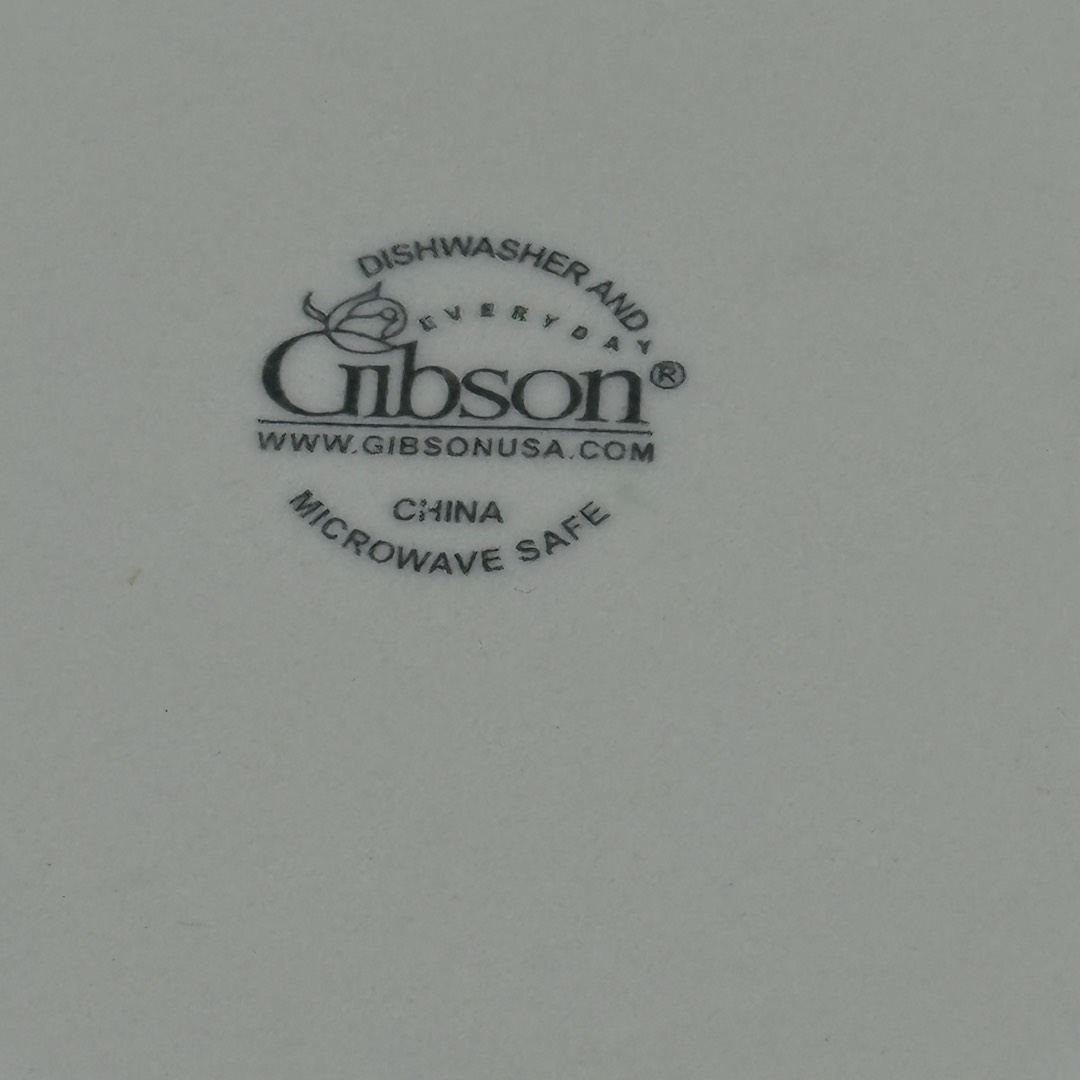 DISHWASHER AND
EVERYDAY
Gibson®
WWW.GIBSONUSA.COM
CHINA
MICROWAVE SAFE